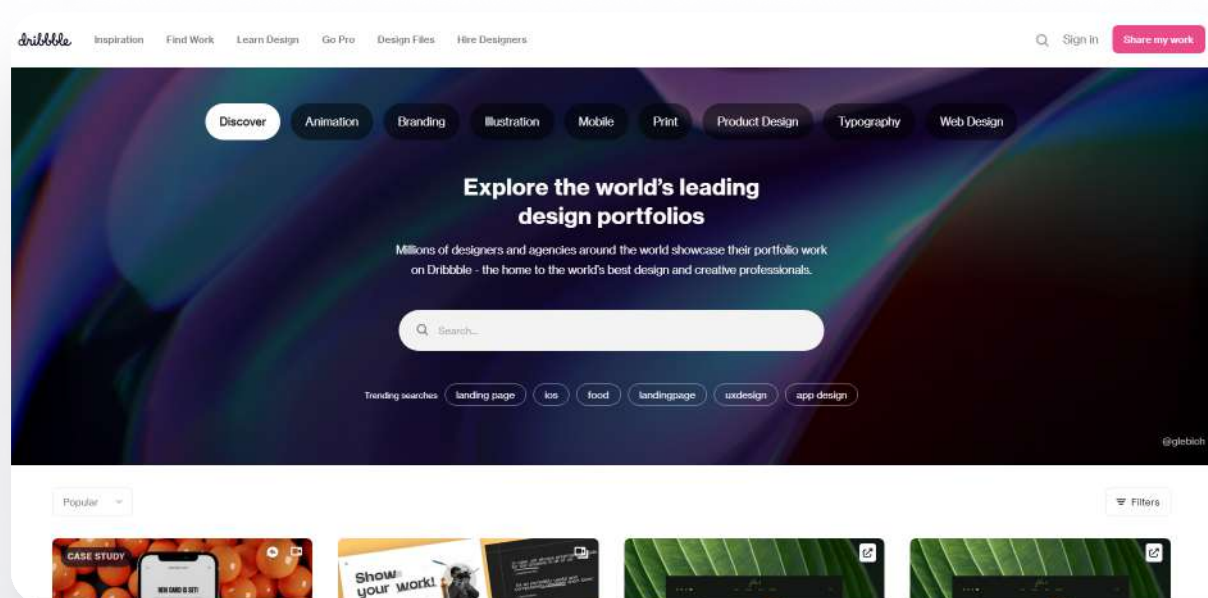 dribbble Inspiration Find Work Learn Design Go Pro Design Files Hire Designers Sign in Share my work
Discover Animation Branding Illustration Mobile Print Product Design Typography Web Design
Explore the world's leading
design portfolios
Millions of designers and agencies around the world showcase their portfolio work
on Dribbble - the home to the world's best design and creative professionals.
Search...
Trending searches landing page ios food landingpage uxdesign app design
@glebich
Popular Filters
CASE STUDY
NEW CARD IS SET!
Show
your work!